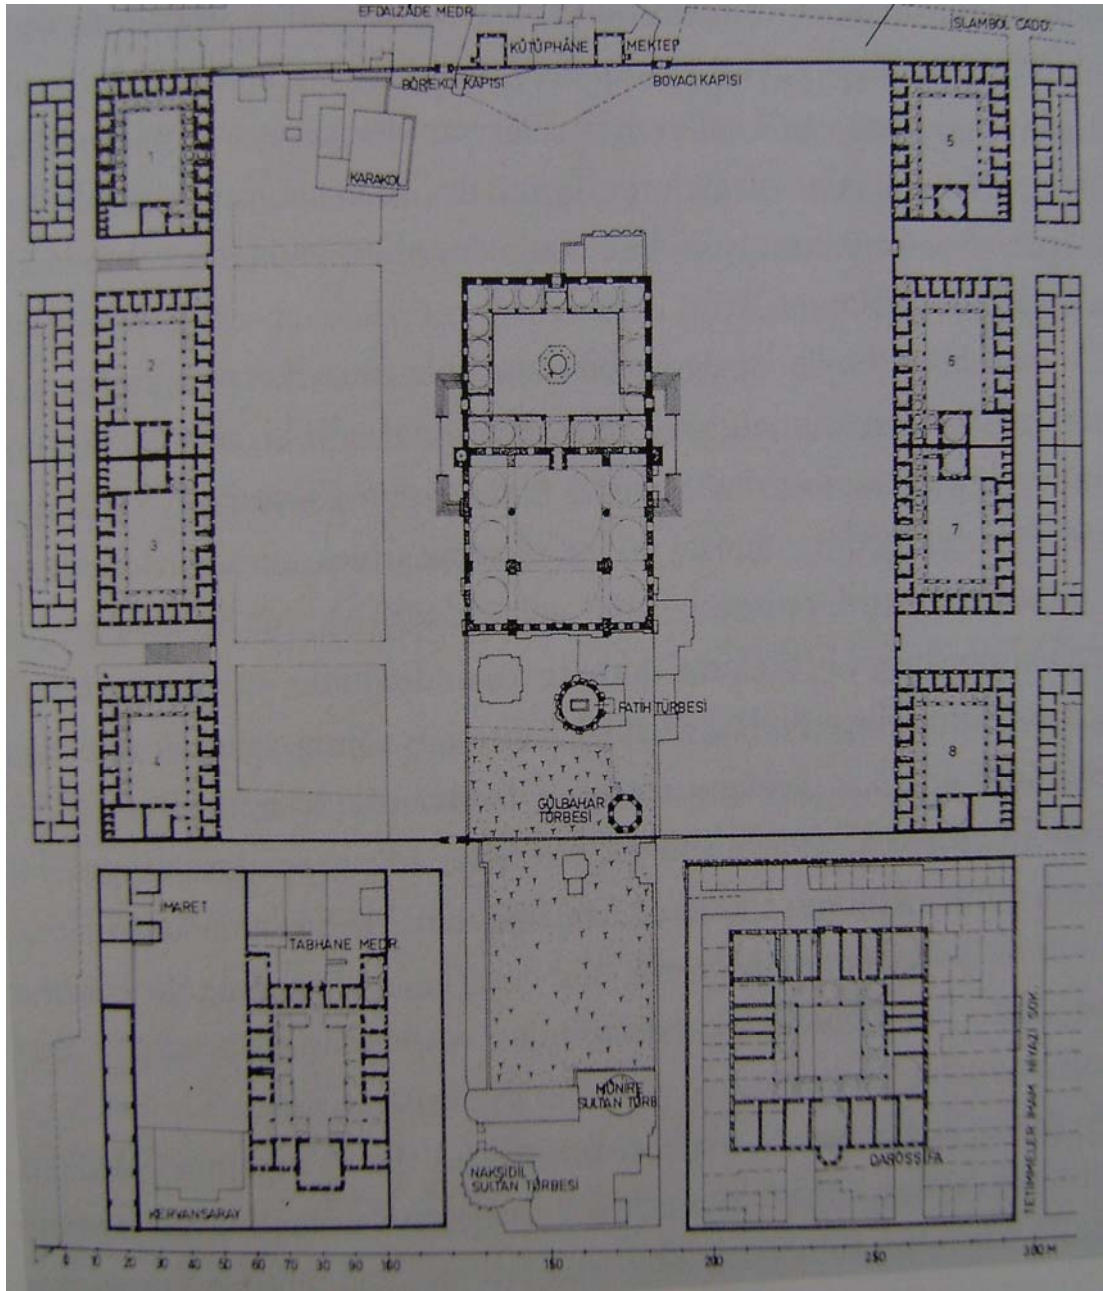 EFDALZÂDE MEDR.
İSLAMBOL CADD.
KÜTÜPHÂNE
MEKTEP
BÖREKÇİ KAPISI
BOYACI KAPISI
1
5
KARAKOL
2
6
3
7
FATİH TÜRBESİ
4
8
GÜLBAHAR
TÜRBESİ
İMARET
TABHANE MEDR.
MÜNİRE
SULTAN TÜRB.
NAKŞİDİL
SULTAN TÜRBESİ
DARÜŞŞİFA
TETİMMELER İMAM NİYAZİ SOK.
KERVANSARAY
0 10 20 30 40 50 60 70 80 90 100 150 200 250 300 M